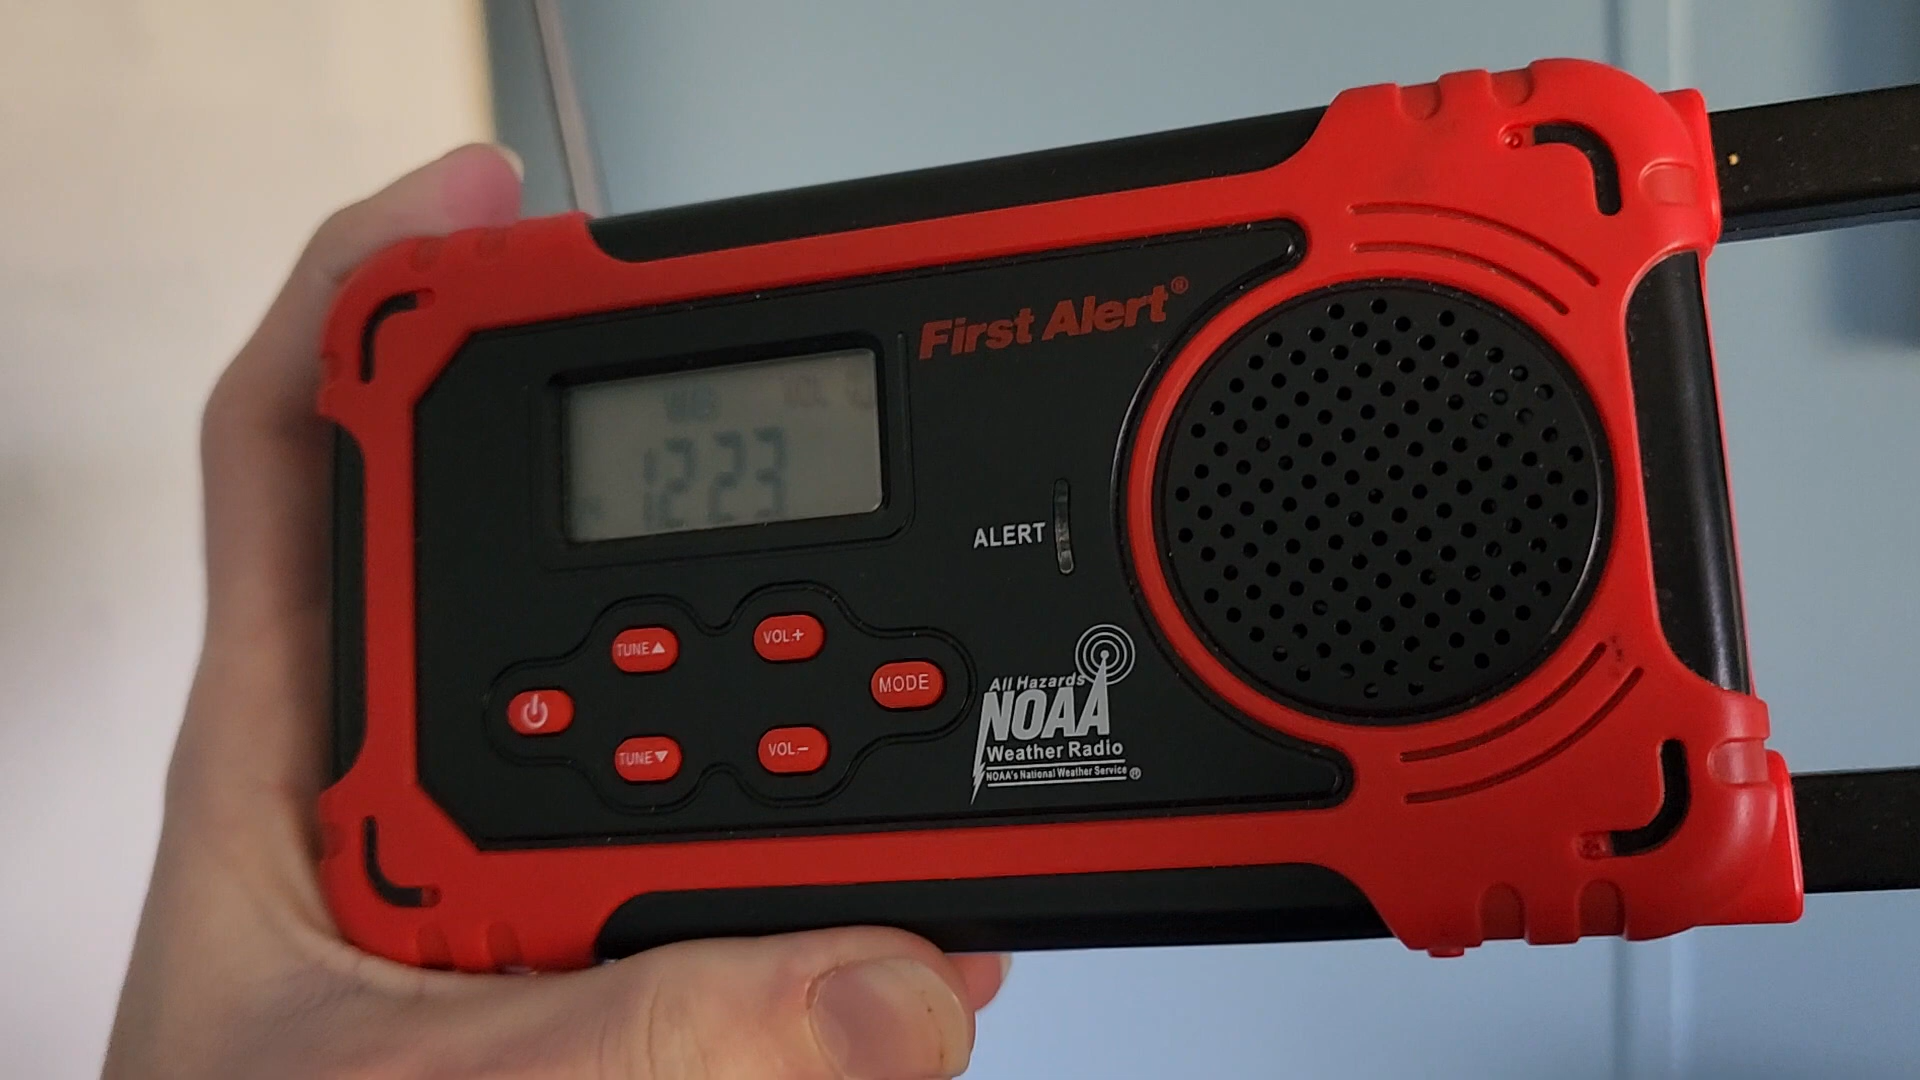 First Alert®
1223
ALERT
TUNE▲
VOL.+
MODE
TUNE▼
VOL.−
All Hazards
NOAA
Weather Radio
NOAA's National Weather Service ®